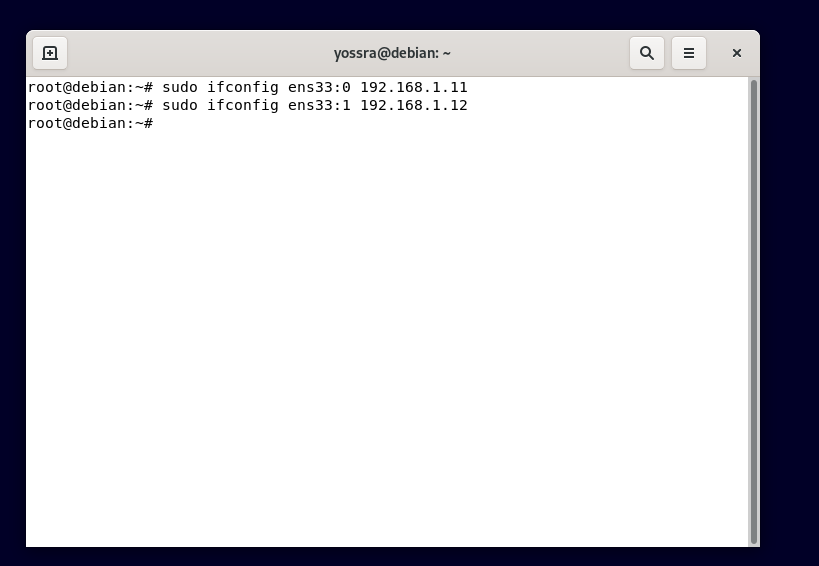 yossra@debian: ~
root@debian:~# sudo ifconfig ens33:0 192.168.1.11
root@debian:~# sudo ifconfig ens33:1 192.168.1.12
root@debian:~#